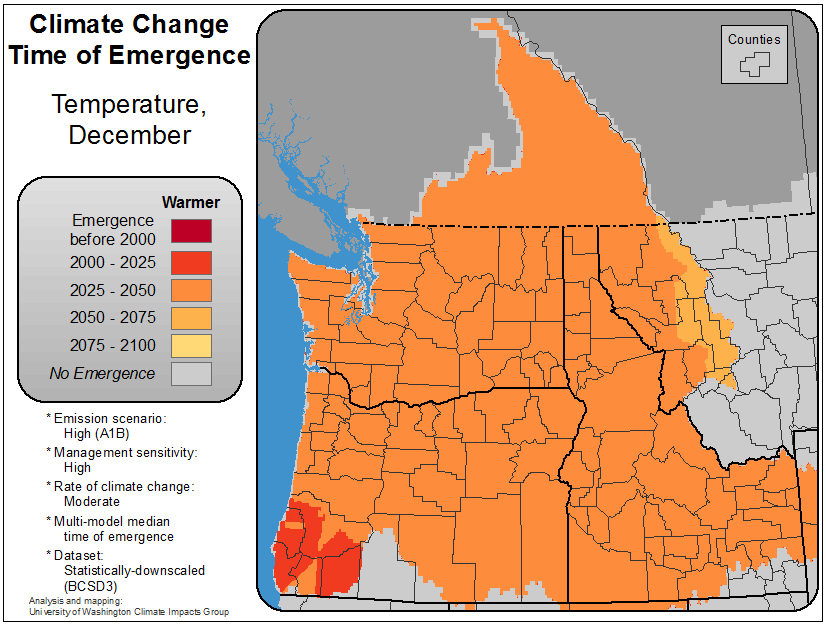 Climate Change
Time of Emergence
Temperature,
December
Counties
Warmer
Emergence
before 2000
2000 - 2025
2025 - 2050
2050 - 2075
2075 - 2100
No Emergence
* Emission scenario:
High (A1B)
* Management sensitivity:
High
* Rate of climate change:
Moderate
* Multi-model median
time of emergence
* Dataset:
Statistically-downscaled
(BCSD3)
Analysis and mapping:
University of Washington Climate Impacts Group